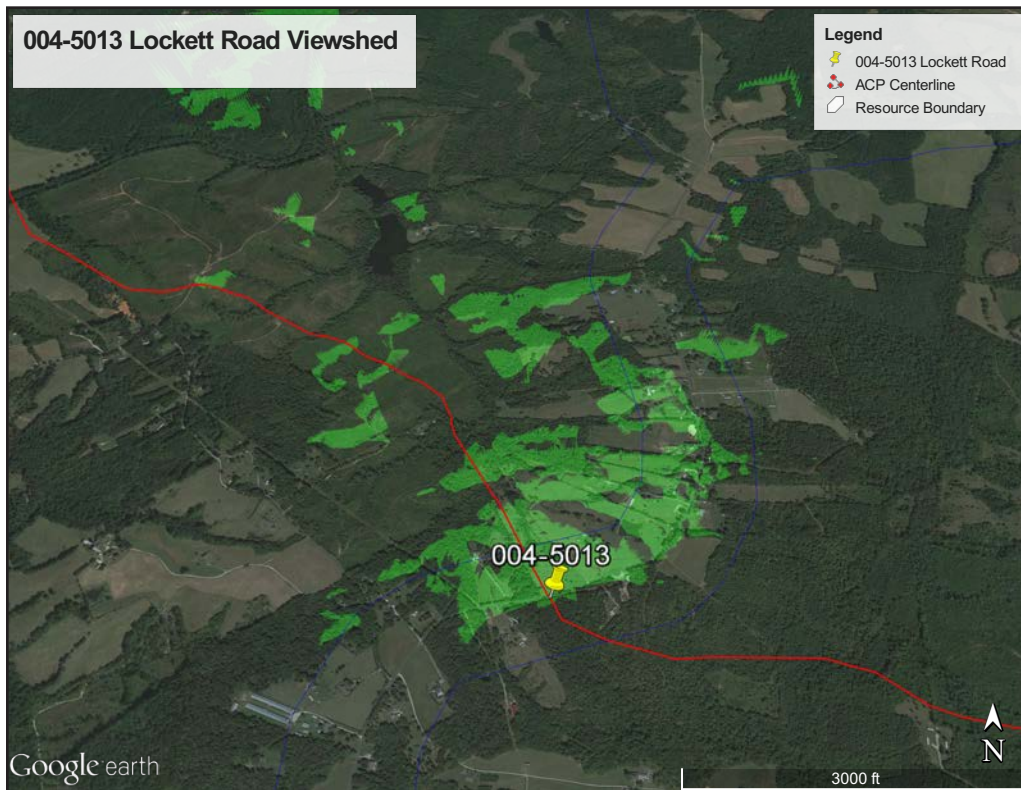 004-5013 Lockett Road Viewshed
Legend
004-5013 Lockett Road
ACP Centerline
Resource Boundary
004-5013
N
Google earth
3000 ft